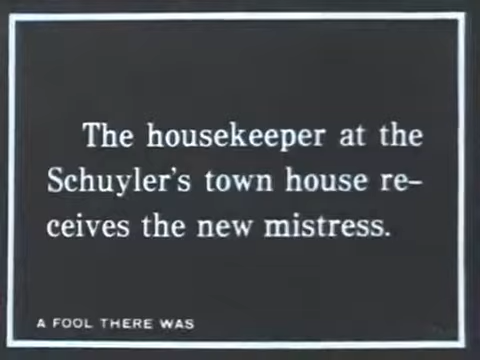 The housekeeper at the
Schuyler's town house re–
ceives the new mistress.
A FOOL THERE WAS